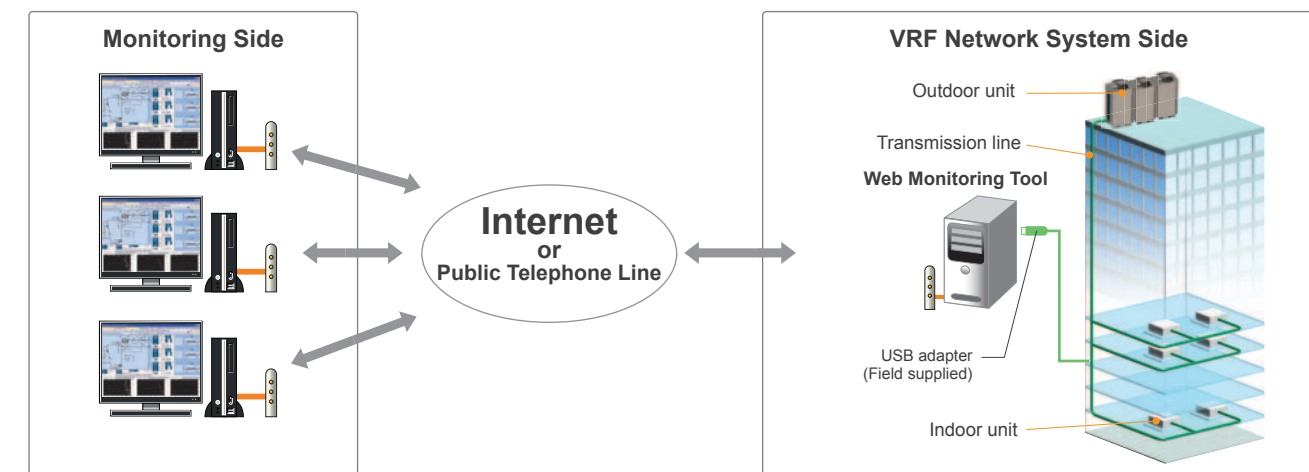 Monitoring Side
Internet
or
Public Telephone Line
VRF Network System Side
Outdoor unit
Transmission line
Web Monitoring Tool
USB adapter
(Field supplied)
Indoor unit